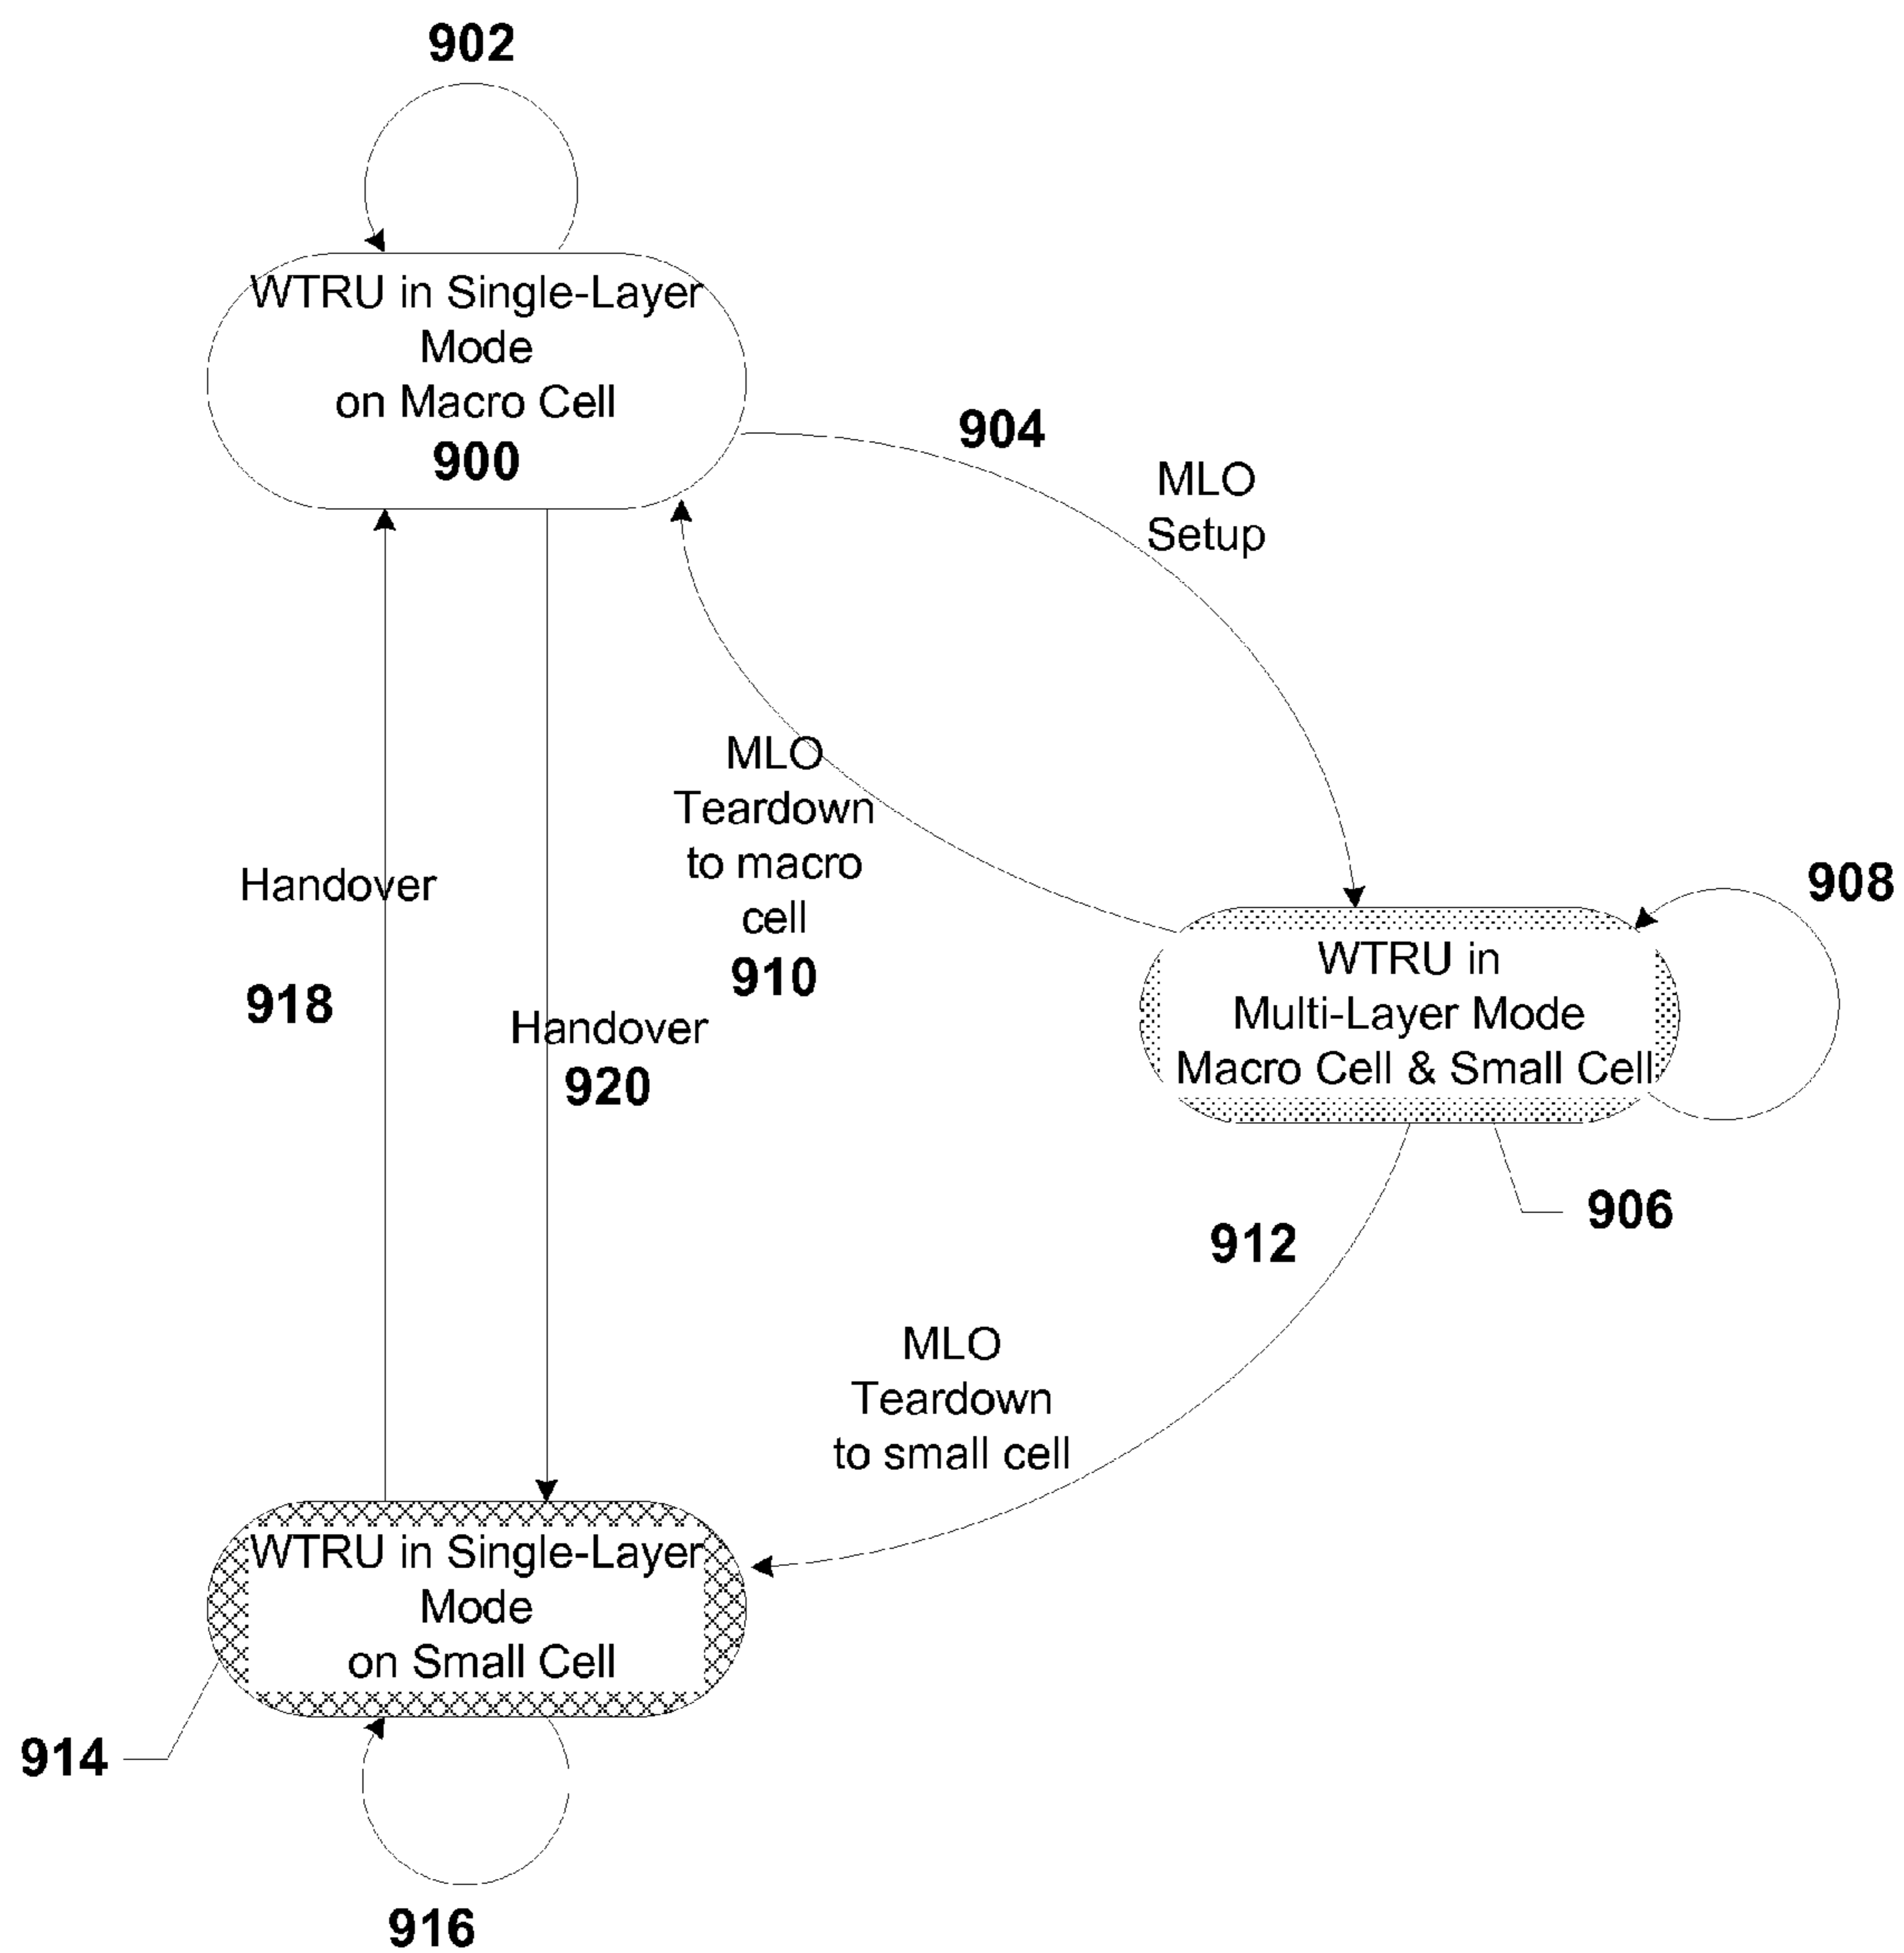 902
WTRU in Single-Layer
Mode
on Macro Cell
900
904
MLO
Setup
MLO
Teardown
to macro
cell
910
Handover
918
Handover
920
908
WTRU in
Multi-Layer Mode
Macro Cell & Small Cell
906
912
MLO
Teardown
to small cell
WTRU in Single-Layer
Mode
on Small Cell
914
916